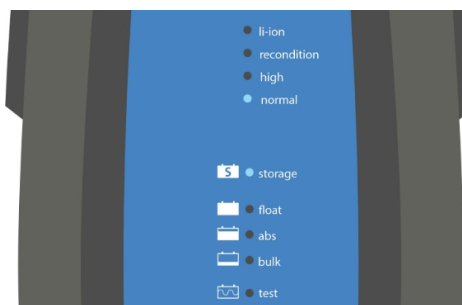 li-ion
recondition
high
normal
S storage
float
abs
bulk
test